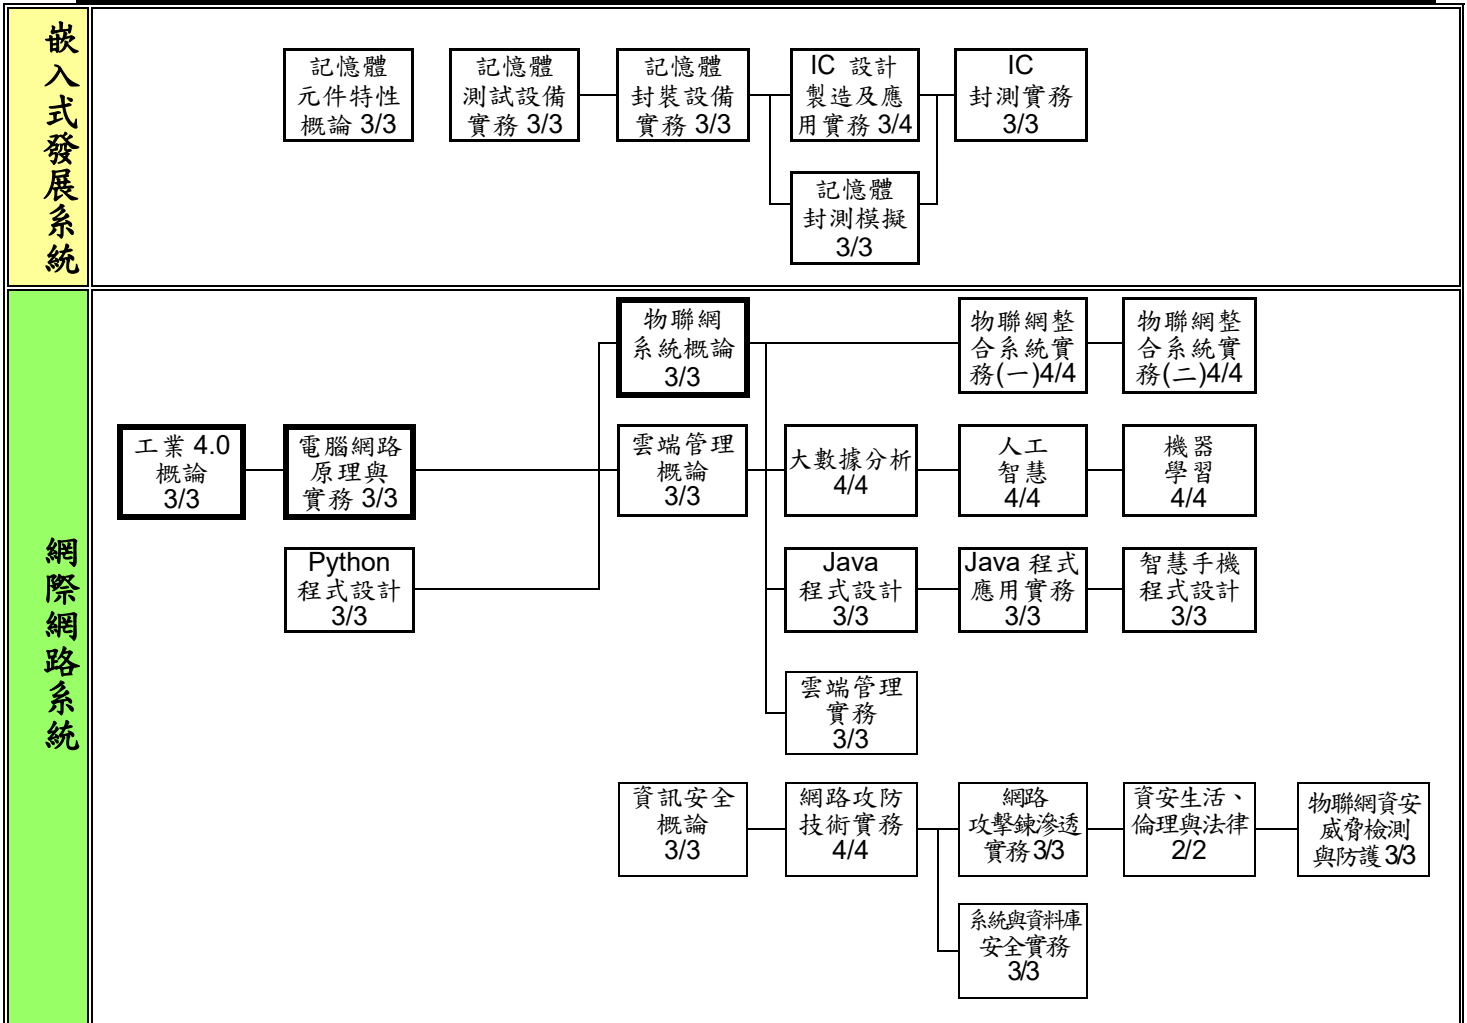 嵌入式發展系統
記憶體
元件特性
概論 3/3
記憶體
測試設備
實務 3/3
記憶體
封裝設備
實務 3/3
IC 設計
製造及應
用實務 3/4
IC
封測實務
3/3
記憶體
封測模擬
3/3
網際網路系統
物聯網
系統概論
3/3
物聯網整
合系統實
務(一)4/4
物聯網整
合系統實
務(二)4/4
工業 4.0
概論
3/3
電腦網路
原理與
實務 3/3
雲端管理
概論
3/3
大數據分析
4/4
人工
智慧
4/4
機器
學習
4/4
Python
程式設計
3/3
Java
程式設計
3/3
Java 程式
應用實務
3/3
智慧手機
程式設計
3/3
雲端管理
實務
3/3
資訊安全
概論
3/3
網路攻防
技術實務
4/4
網路
攻擊鍊滲透
實務 3/3
資安生活、
倫理與法律
2/2
物聯網資安
威脅檢測
與防護 3/3
系統與資料庫
安全實務
3/3